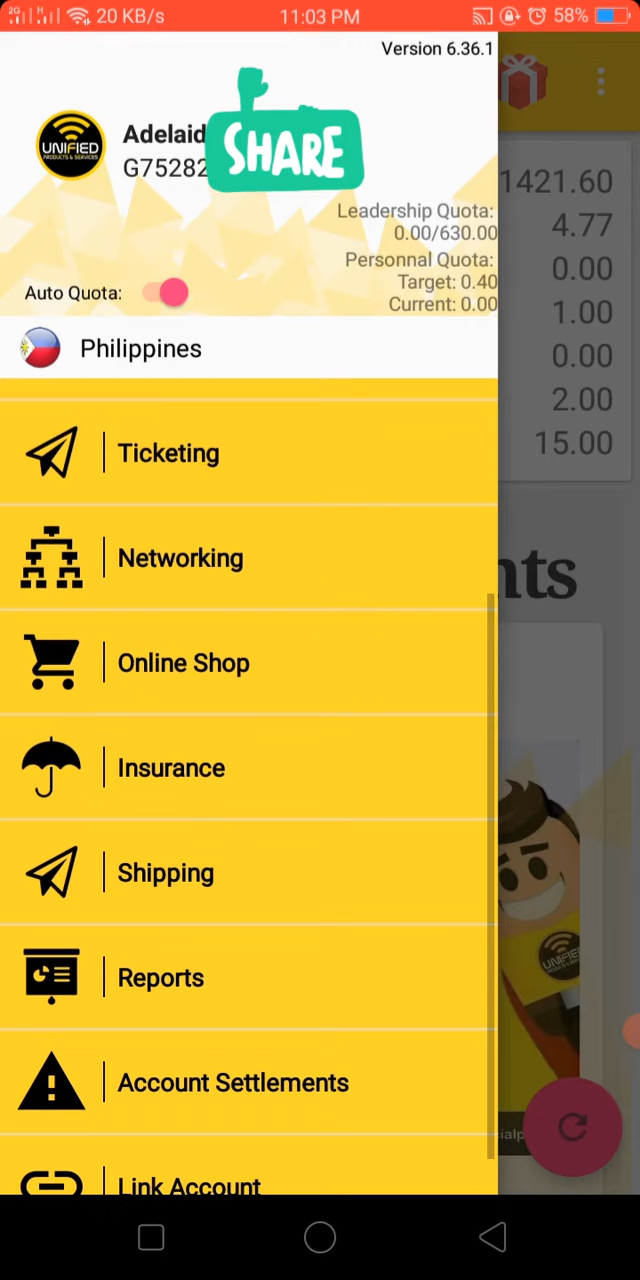 2G H 20 KB/s 11:03 PM 58%
Version 6.36.1
UNIFIED
PRODUCTS & SERVICES
Adelaid
SHARE
G75282
Leadership Quota:
0.00/630.00
Personnal Quota:
Target: 0.40
Auto Quota:
Current: 0.00
Philippines
1421.60
4.77
0.00
1.00
0.00
2.00
15.00
Ticketing
Networking
nts
Online Shop
Insurance
Shipping
Reports
UNIFIE
Account Settlements
ialp
Link Account